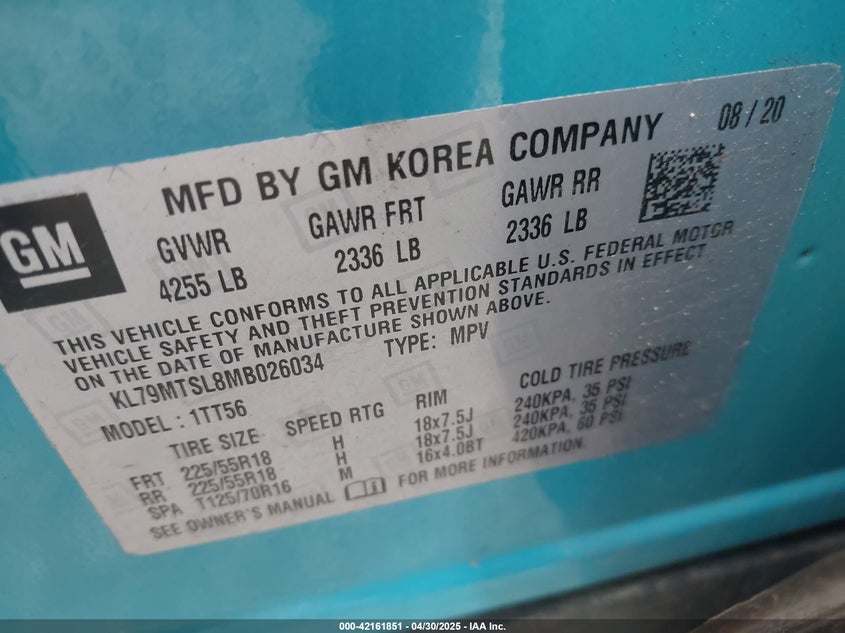 MFD BY GM KOREA COMPANY 08 / 20
GM
GVWR GAWR FRT GAWR RR
4255 LB 2336 LB 2336 LB
THIS VEHICLE CONFORMS TO ALL APPLICABLE U.S. FEDERAL MOTOR
VEHICLE SAFETY AND THEFT PREVENTION STANDARDS IN EFFECT
ON THE DATE OF MANUFACTURE SHOWN ABOVE.
KL79MTSL8MB026034 TYPE: MPV
MODEL : 1TT56
TIRE SIZE SPEED RTG RIM COLD TIRE PRESSURE
FRT 225/55R18 H 18x7.5J 240KPA, 35 PSI
RR 225/55R18 H 18x7.5J 240KPA, 35 PSI
SPA T125/70R16 M 16x4.0BT 420KPA, 60 PSI
SEE OWNER'S MANUAL FOR MORE INFORMATION.
000-42161851 | 04/30/2025 | IAA Inc.